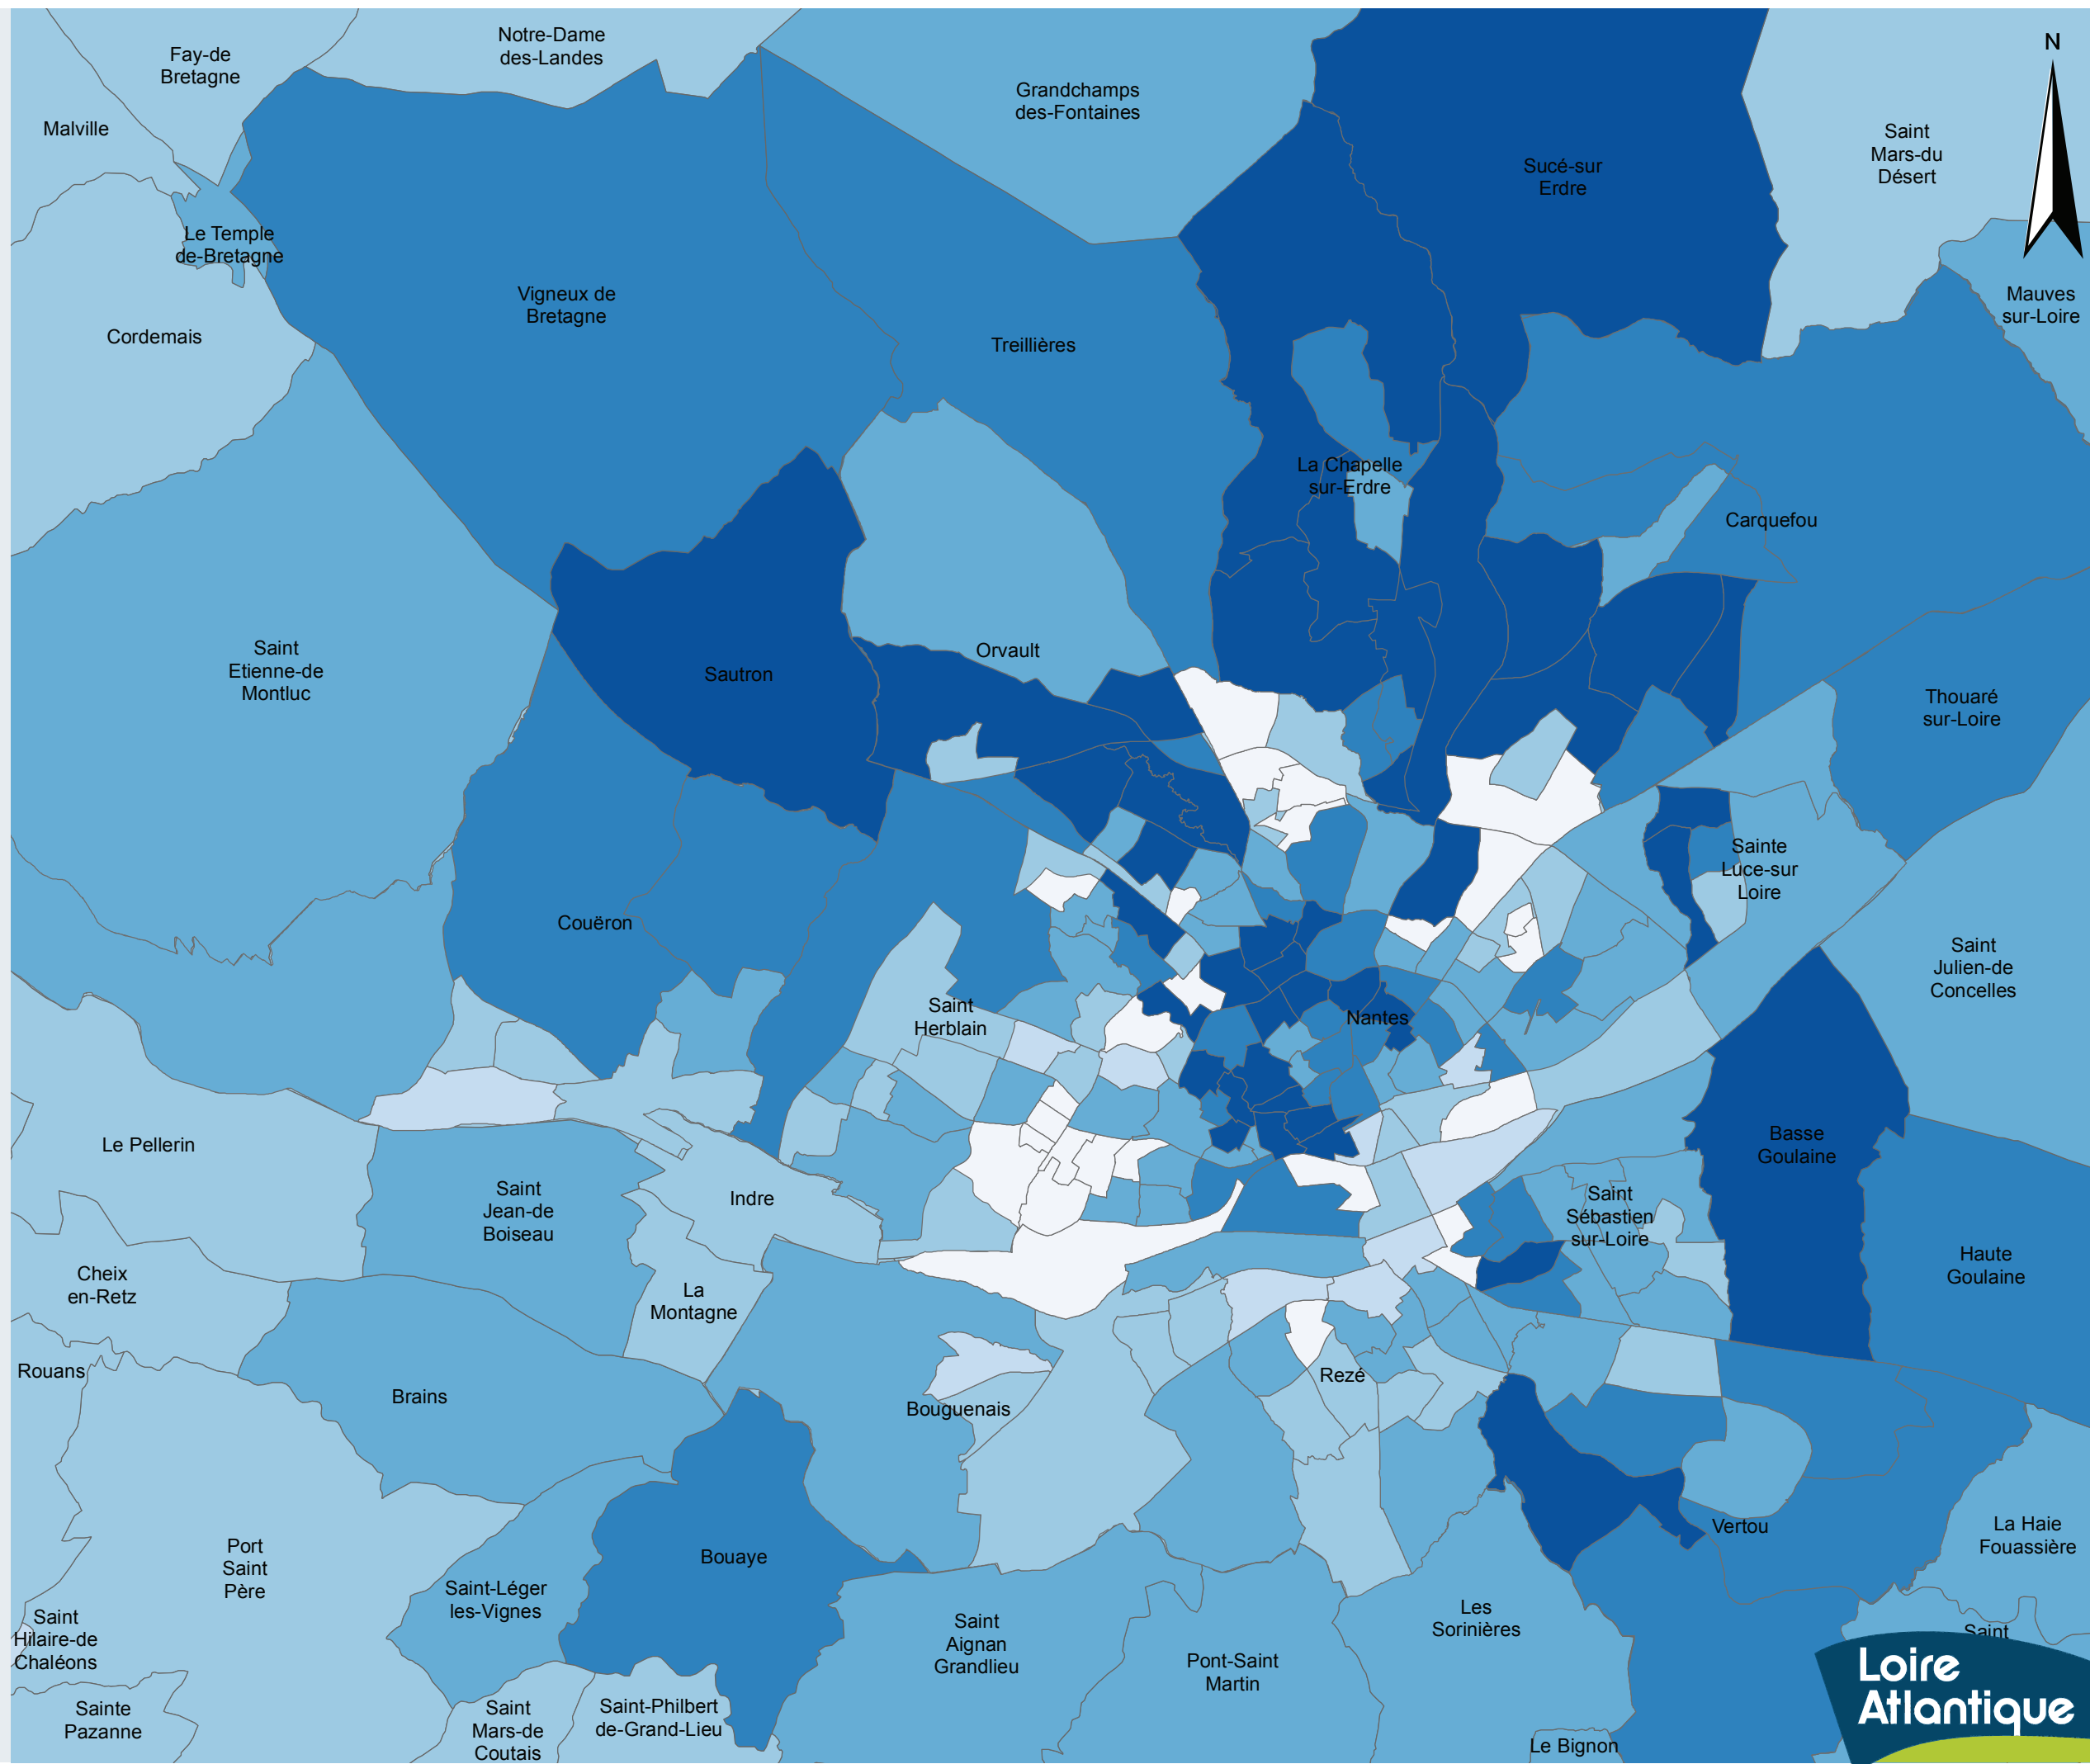 Fay-de
Bretagne
Notre-Dame
des-Landes
Malville
Grandchamps
des-Fontaines
N
Saint
Mars-du
Désert
Sucé-sur
Erdre
Le Temple
de-Bretagne
Vigneux de
Bretagne
Mauves
sur-Loire
Cordemais
Treillières
La Chapelle
sur-Erdre
Carquefou
Saint
Etienne-de
Montluc
Sautron
Orvault
Thouaré
sur-Loire
Sainte
Luce-sur
Loire
Couëron
Saint
Julien-de
Concelles
Saint
Herblain
Nantes
Le Pellerin
Basse
Goulaine
Saint
Jean-de
Boiseau
Indre
Saint
Sébastien
sur-Loire
Haute
Goulaine
Cheix
en-Retz
La
Montagne
Rouans
Brains
Bouguenais
Rezé
Vertou
La Haie
Fouassière
Port
Saint
Père
Bouaye
Saint-Léger
les-Vignes
Saint
Aignan
Grandlieu
Les
Sorinières
Saint
Hilaire-de
Chaléons
Saint
Pont-Saint
Martin
Sainte
Pazanne
Saint
Mars-de
Coutais
Saint-Philbert
de-Grand-Lieu
Le Bignon
Loire
Atlantique